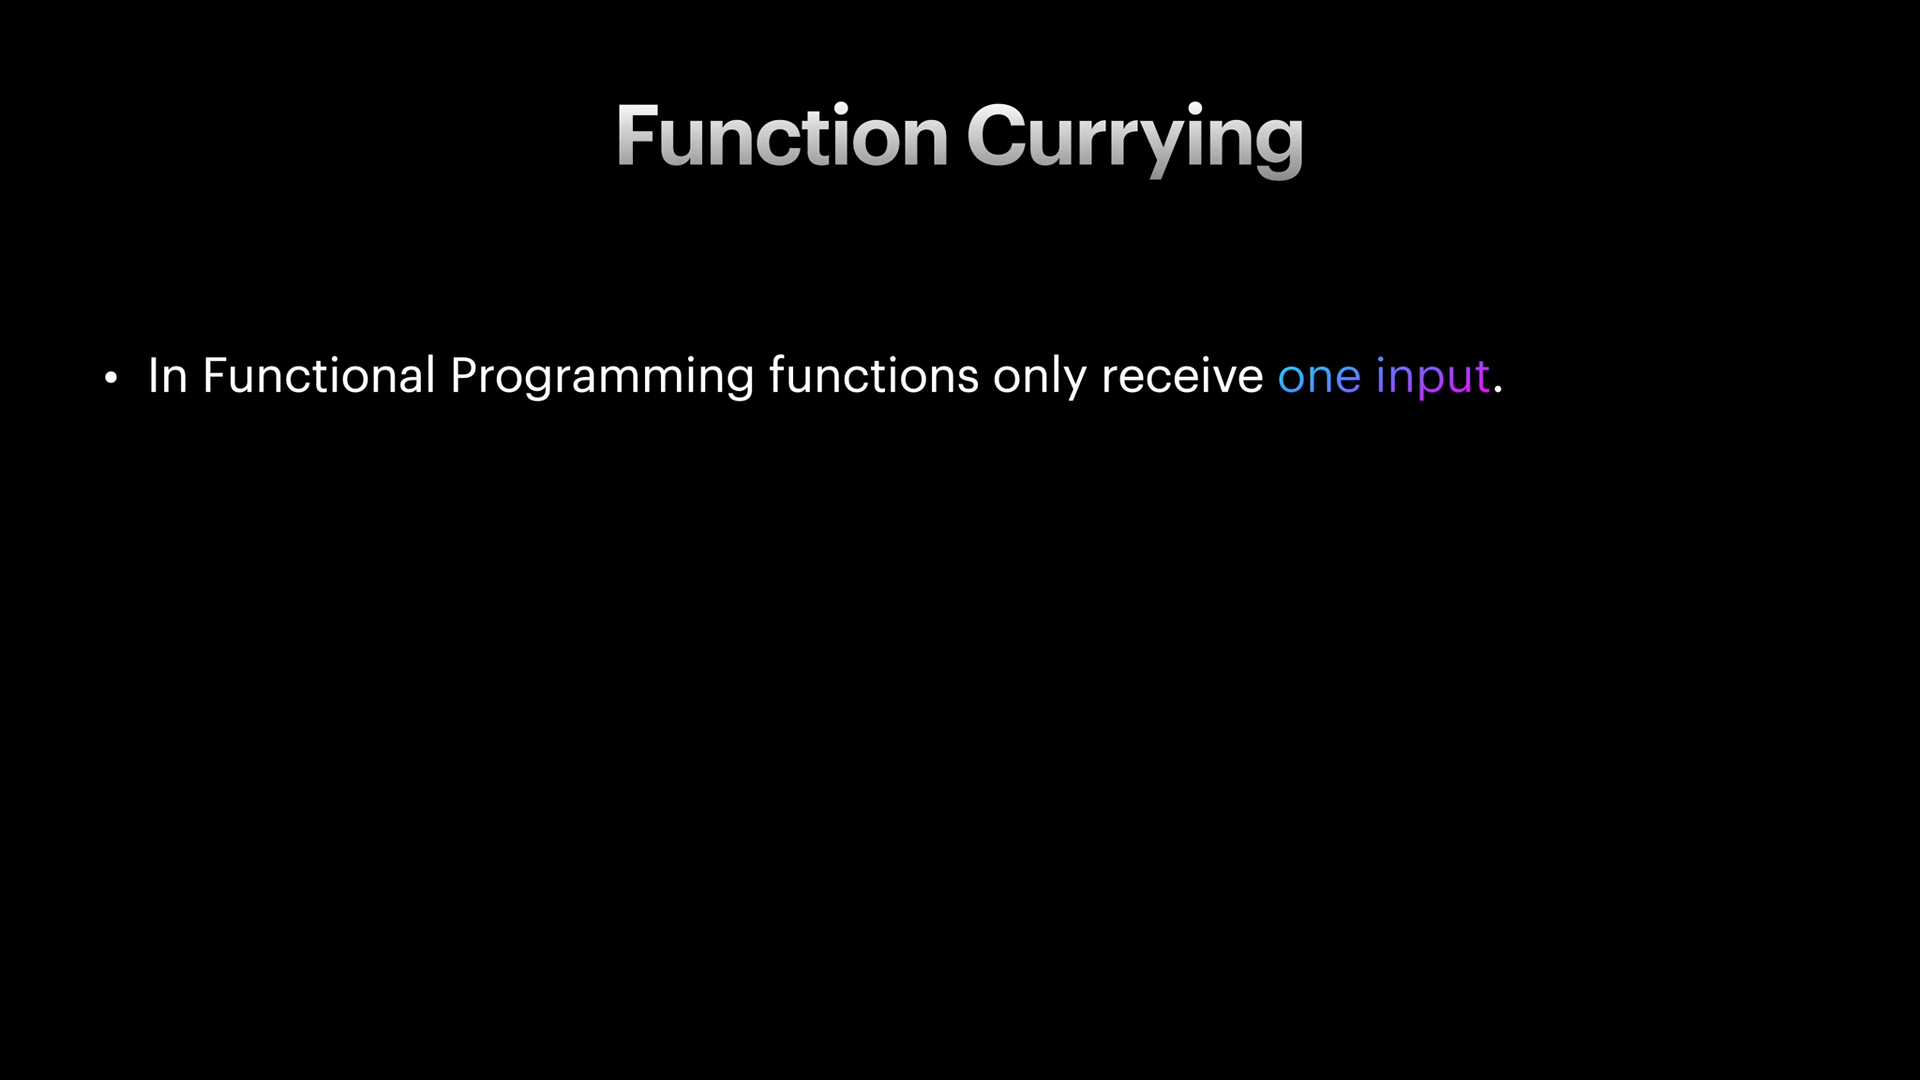 Function Currying
• In Functional Programming functions only receive one input.